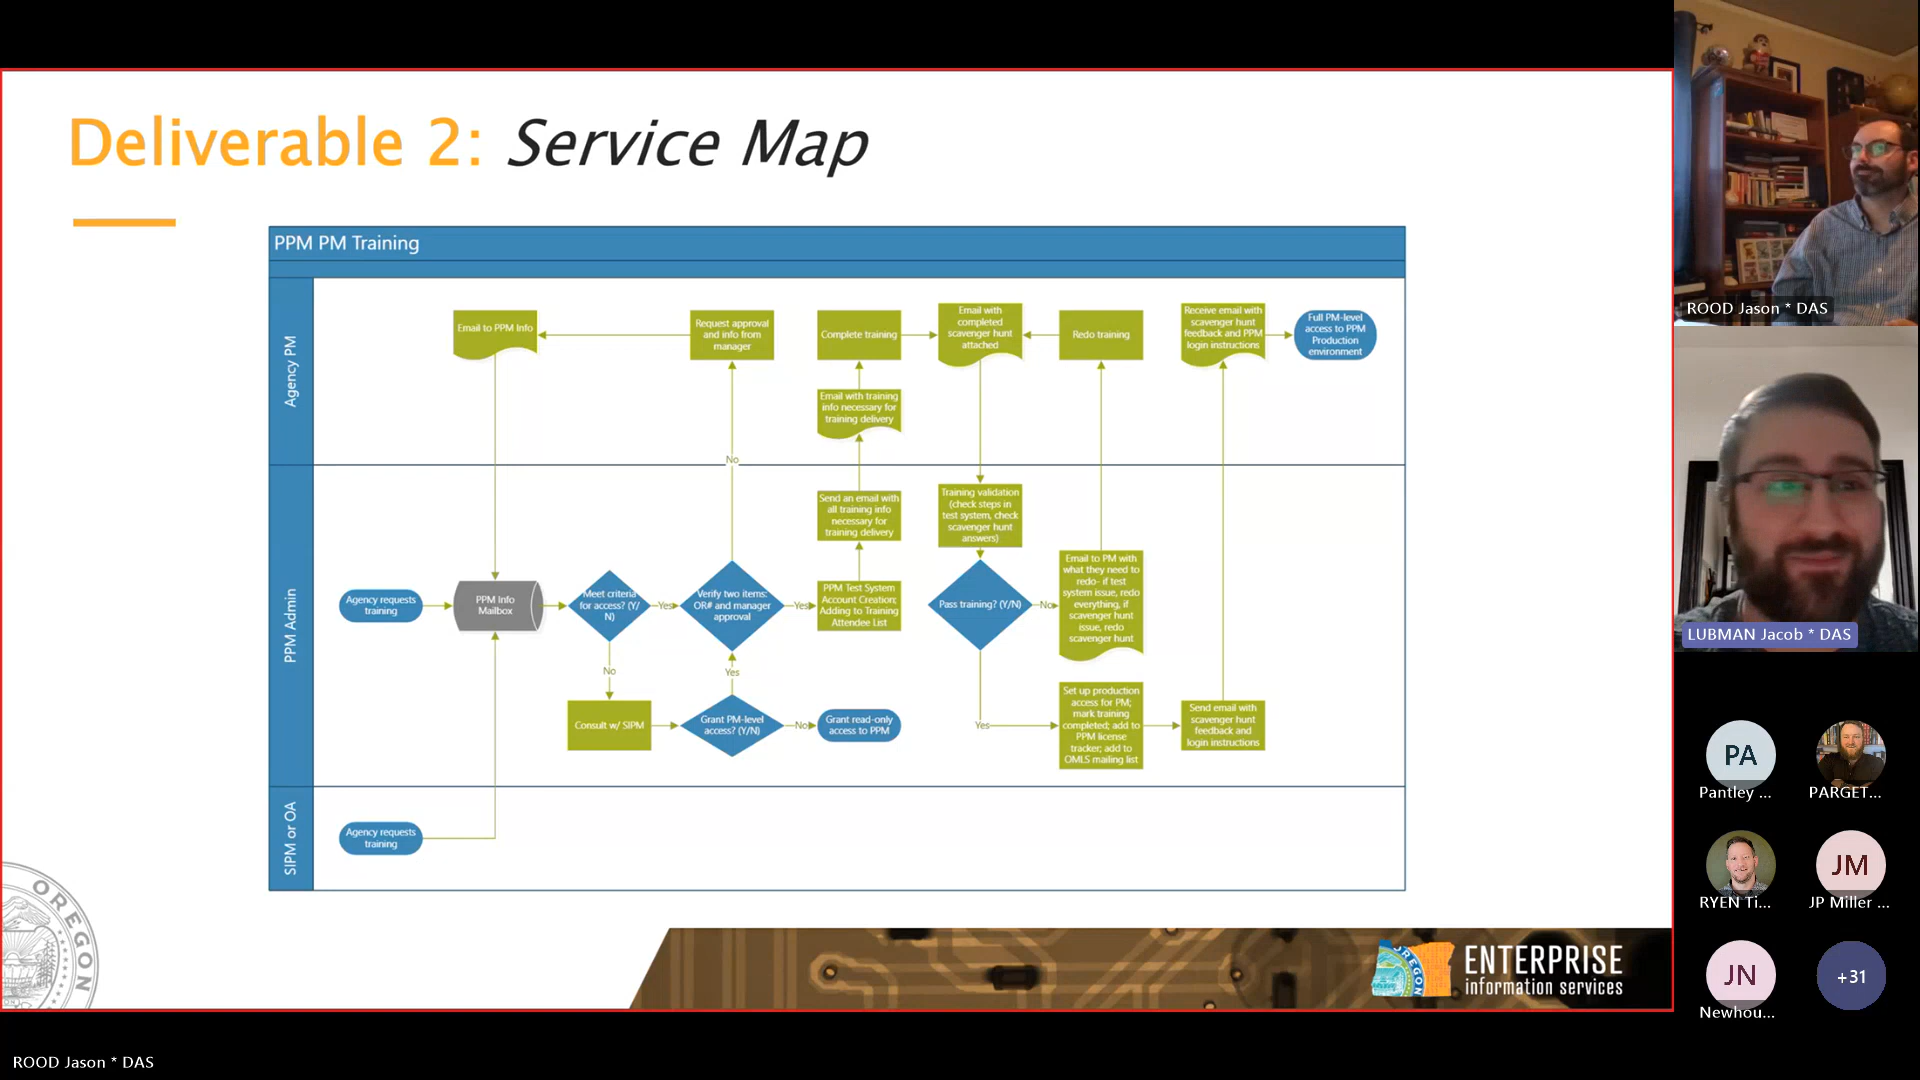 Deliverable 2: Service Map
PPM PM Training
Agency PM
Email to PPM Info
Request approval
and info from
manager
Complete training
Email with
completed
scavenger hunt
attached
Redo training
Receive email with
scavenger hunt
feedback and PPM
login instructions
Full PM-level
access to PPM
Production
environment
Email with training
info necessary for
training delivery
No
PPM Admin
Send an email with
all training info
necessary for
training delivery
Training validation
(check steps in
test system, check
scavenger hunt
answers)
Agency requests
training
PPM Info
Mailbox
Meet criteria
for access? (Y/
N)
Yes
Verify two items:
OR# and manager
approval
Yes
PPM Test System
Account Creation;
Adding to Training
Attendee List
Pass training? (Y/N)
No
Email to PM with
what they need to
redo- if test
system issue, redo
everything, if
scavenger hunt
issue, redo
scavenger hunt
No
Yes
Consult w/ SIPM
Grant PM-level
access? (Y/N)
No
Grant read-only
access to PPM
Yes
Set up production
access for PM;
mark training
completed; add to
PPM license
tracker; add to
OMLS mailing list
Send email with
scavenger hunt
feedback and
login instructions
SIPM or OA
Agency requests
training
OREGON
OREGON
ENTERPRISE
information services
ROOD Jason * DAS
ROOD Jason * DAS
LUBMAN Jacob * DAS
PA
Pantley ...
PARGET...
RYEN Ti...
JM
JP Miller ...
JN
Newhou...
+31